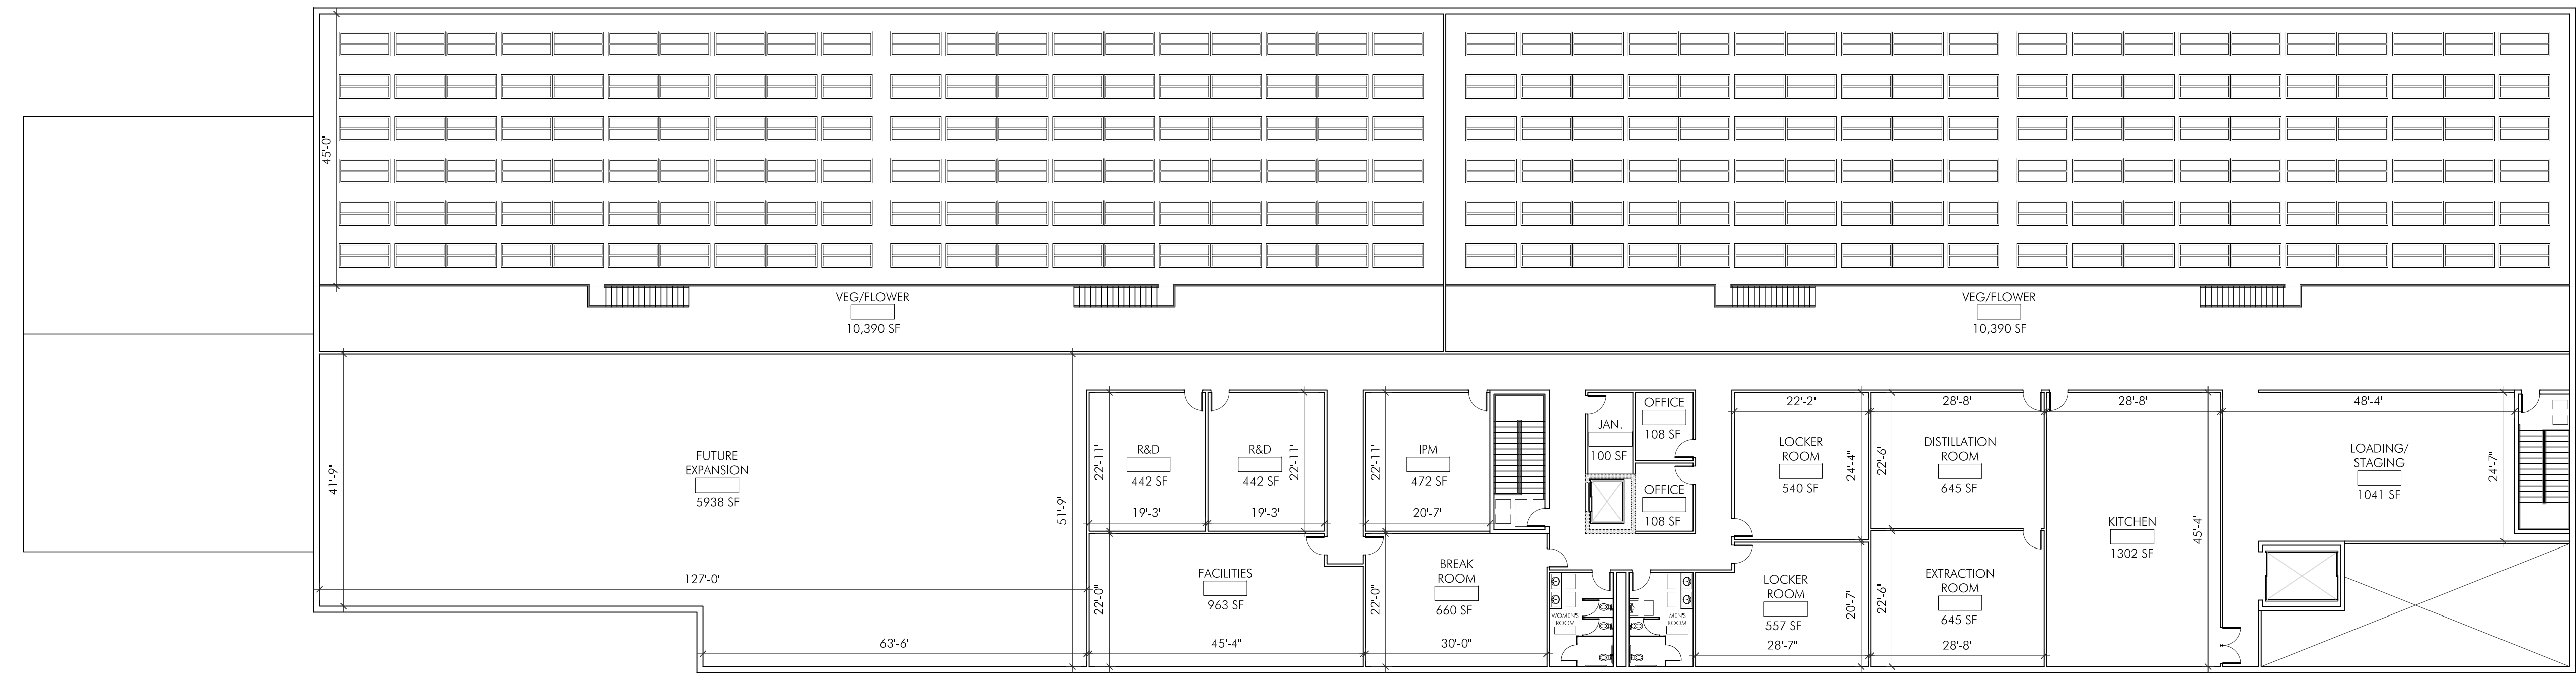 45'-0"
VEG/FLOWER
10,390 SF
VEG/FLOWER
10,390 SF
41'-9"
FUTURE
EXPANSION
5938 SF
127'-0"
63'-6"
51'-9"
22'-11"
R&D
442 SF
19'-3"
R&D
442 SF
22'-11"
19'-3"
22'-0"
FACILITIES
963 SF
45'-4"
22'-11"
IPM
472 SF
20'-7"
22'-0"
BREAK
ROOM
660 SF
30'-0"
JAN.
100 SF
OFFICE
108 SF
OFFICE
108 SF
WOMEN'S
ROOM
MEN'S
ROOM
22'-2"
LOCKER
ROOM
540 SF
24'-4"
LOCKER
ROOM
557 SF
20'-7"
28'-7"
28'-8"
22'-6"
DISTILLATION
ROOM
645 SF
22'-6"
EXTRACTION
ROOM
645 SF
28'-8"
28'-8"
KITCHEN
1302 SF
45'-4"
48'-4"
LOADING/
STAGING
1041 SF
24'-7"